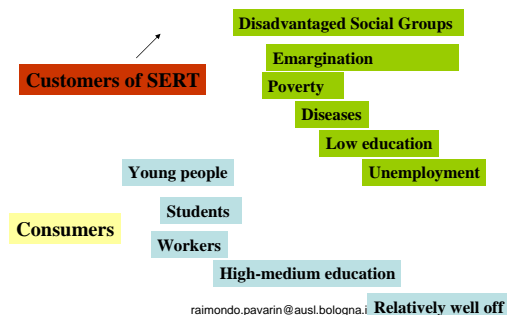 Disadvantaged Social Groups
Emargination
Customers of SERT
Poverty
Diseases
Low education
Unemployment
Young people
Students
Consumers
Workers
High-medium education
raimondo.pavarin@ausl.bologna.i
Relatively well off